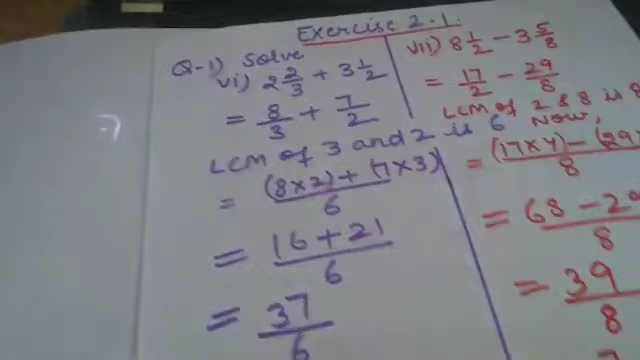 Exercise 2.1.
Q-1) Solve
vi) 2 2/3 + 3 1/2
= 8/3 + 7/2
LCM of 3 and 2 is 6
= (8×2) + (7×3)/6
= 16 + 21/6
= 37/6
vii) 8 1/2 - 3 5/8
= 17/2 - 29/8
LCM of 2 & 8 is 8
Now,
= (17×4) - (29/8
= 68 - 29/8
= 39/8